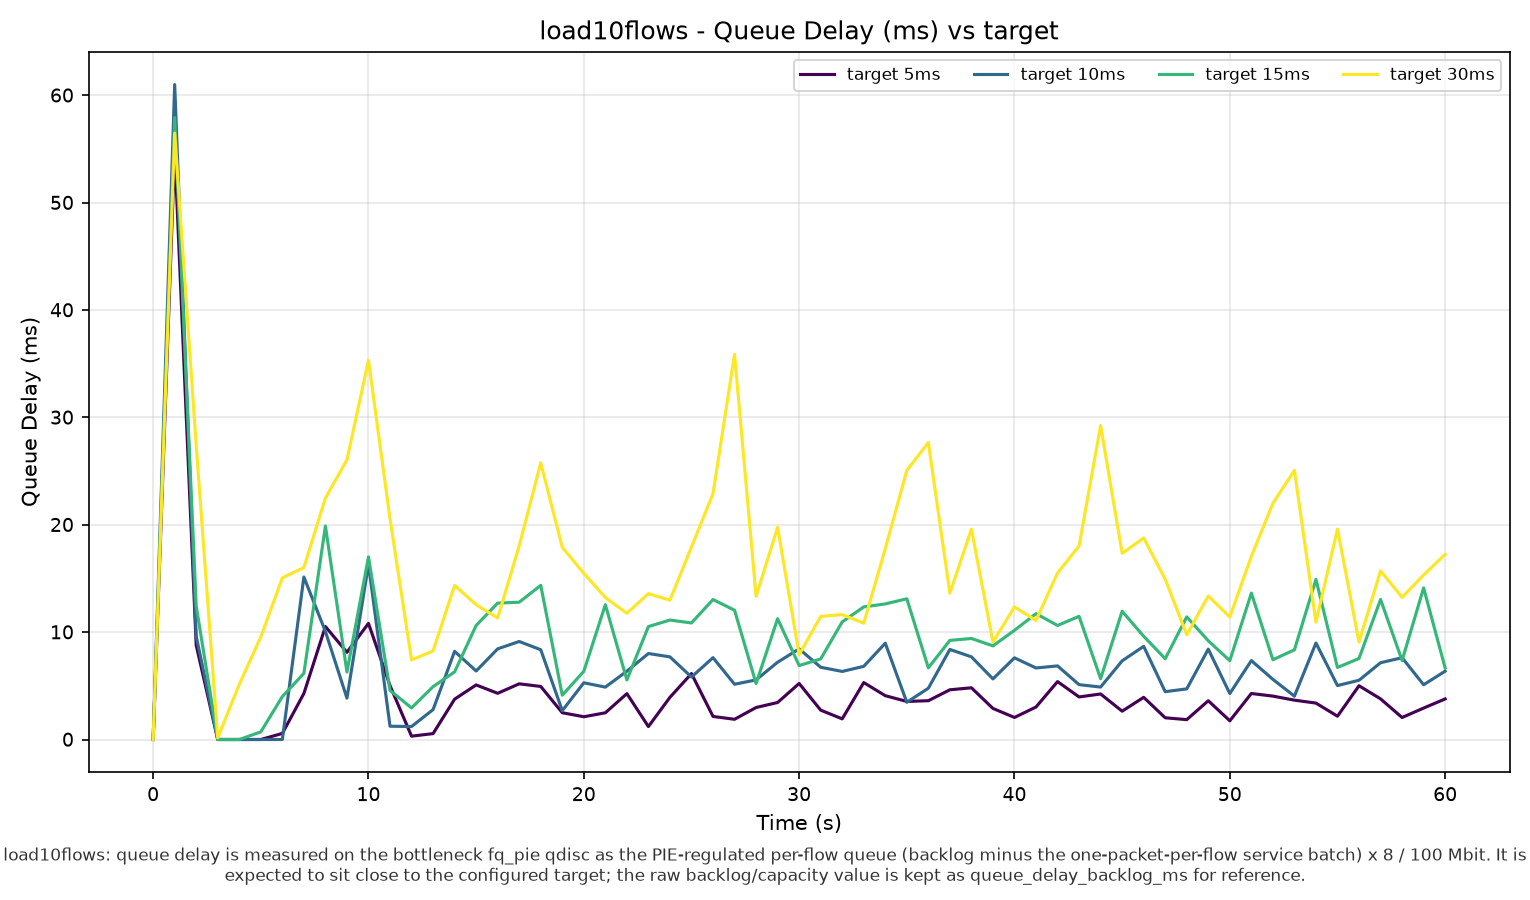 load10flows - Queue Delay (ms) vs target
target 5ms
target 10ms
target 15ms
target 30ms
Queue Delay (ms)
60
50
40
30
20
10
0
0
10
20
30
40
50
60
Time (s)
load10flows: queue delay is measured on the bottleneck fq_pie qdisc as the PIE-regulated per-flow queue (backlog minus the one-packet-per-flow service batch) x 8 / 100 Mbit. It is
expected to sit close to the configured target; the raw backlog/capacity value is kept as queue_delay_backlog_ms for reference.